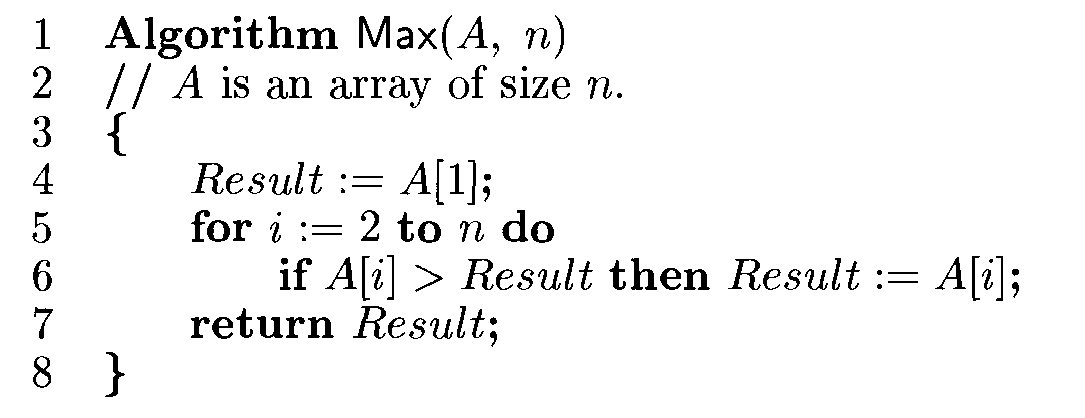 1 Algorithm Max(A, n)
2 // A is an array of size n.
3 {
4 Result := A[1];
5 for i := 2 to n do
6 if A[i] > Result then Result := A[i];
7 return Result;
8 }